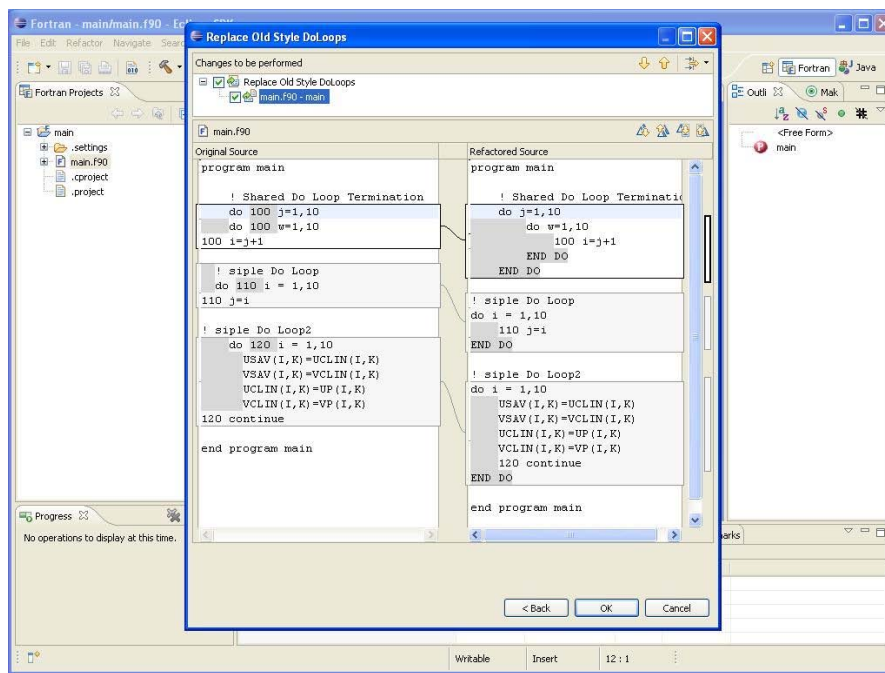 Fortran - main/main.f90 - Ec
File Edit Refactor Navigate Sear
Fortran Java
Replace Old Style DoLoops
Changes to be performed
Replace Old Style DoLoops
main.f90 - main
Fortran Projects
main
.settings
main.f90
.cproject
.project
main.f90
Original Source
program main
! Shared Do Loop Termination
do 100 j=1,10
do 100 w=1,10
100 i=j+1
! siple Do Loop
do 110 i = 1,10
110 j=i
! siple Do Loop2
do 120 i = 1,10
USAV(I,K)=UCLIN(I,K)
VSAV(I,K)=VCLIN(I,K)
UCLIN(I,K)=UP(I,K)
VCLIN(I,K)=VP(I,K)
120 continue
end program main
Refactored Source
program main
! Shared Do Loop Terminatio
do j=1,10
do w=1,10
100 i=j+1
END DO
END DO
! siple Do Loop
do i = 1,10
110 j=i
END DO
! siple Do Loop2
do i = 1,10
USAV(I,K)=UCLIN(I,K)
VSAV(I,K)=VCLIN(I,K)
UCLIN(I,K)=UP(I,K)
VCLIN(I,K)=VP(I,K)
120 continue
END DO
end program main
Outli Mak
<Free Form>
main
Progress
No operations to display at this time.
arks
< Back OK Cancel
Writable Insert 12 : 1